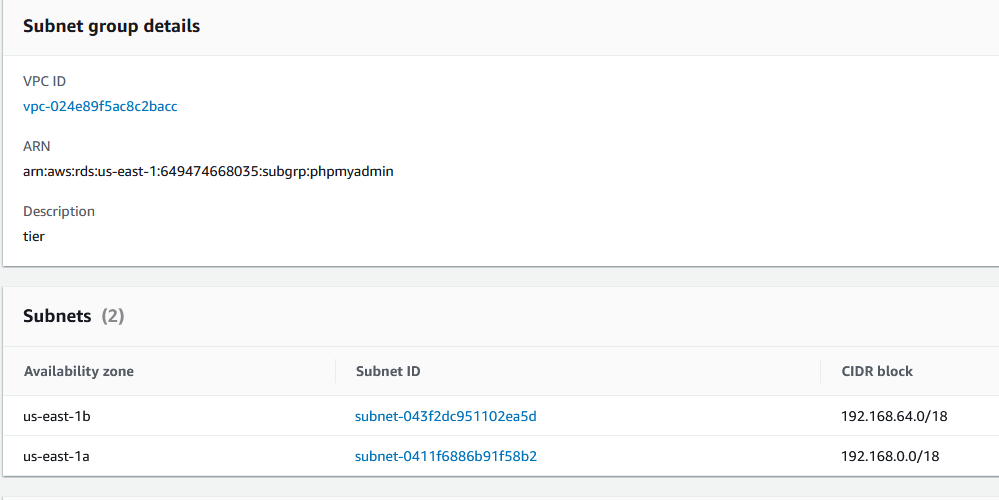 Subnet group details
VPC ID
vpc-024e89f5ac8c2bacc
ARN
arn:aws:rds:us-east-1:649474668035:subgrp:phpmyadmin
Description
tier
Subnets (2)
Availability zone Subnet ID CIDR block
us-east-1b subnet-043f2dc951102ea5d 192.168.64.0/18
us-east-1a subnet-0411f6886b91f58b2 192.168.0.0/18